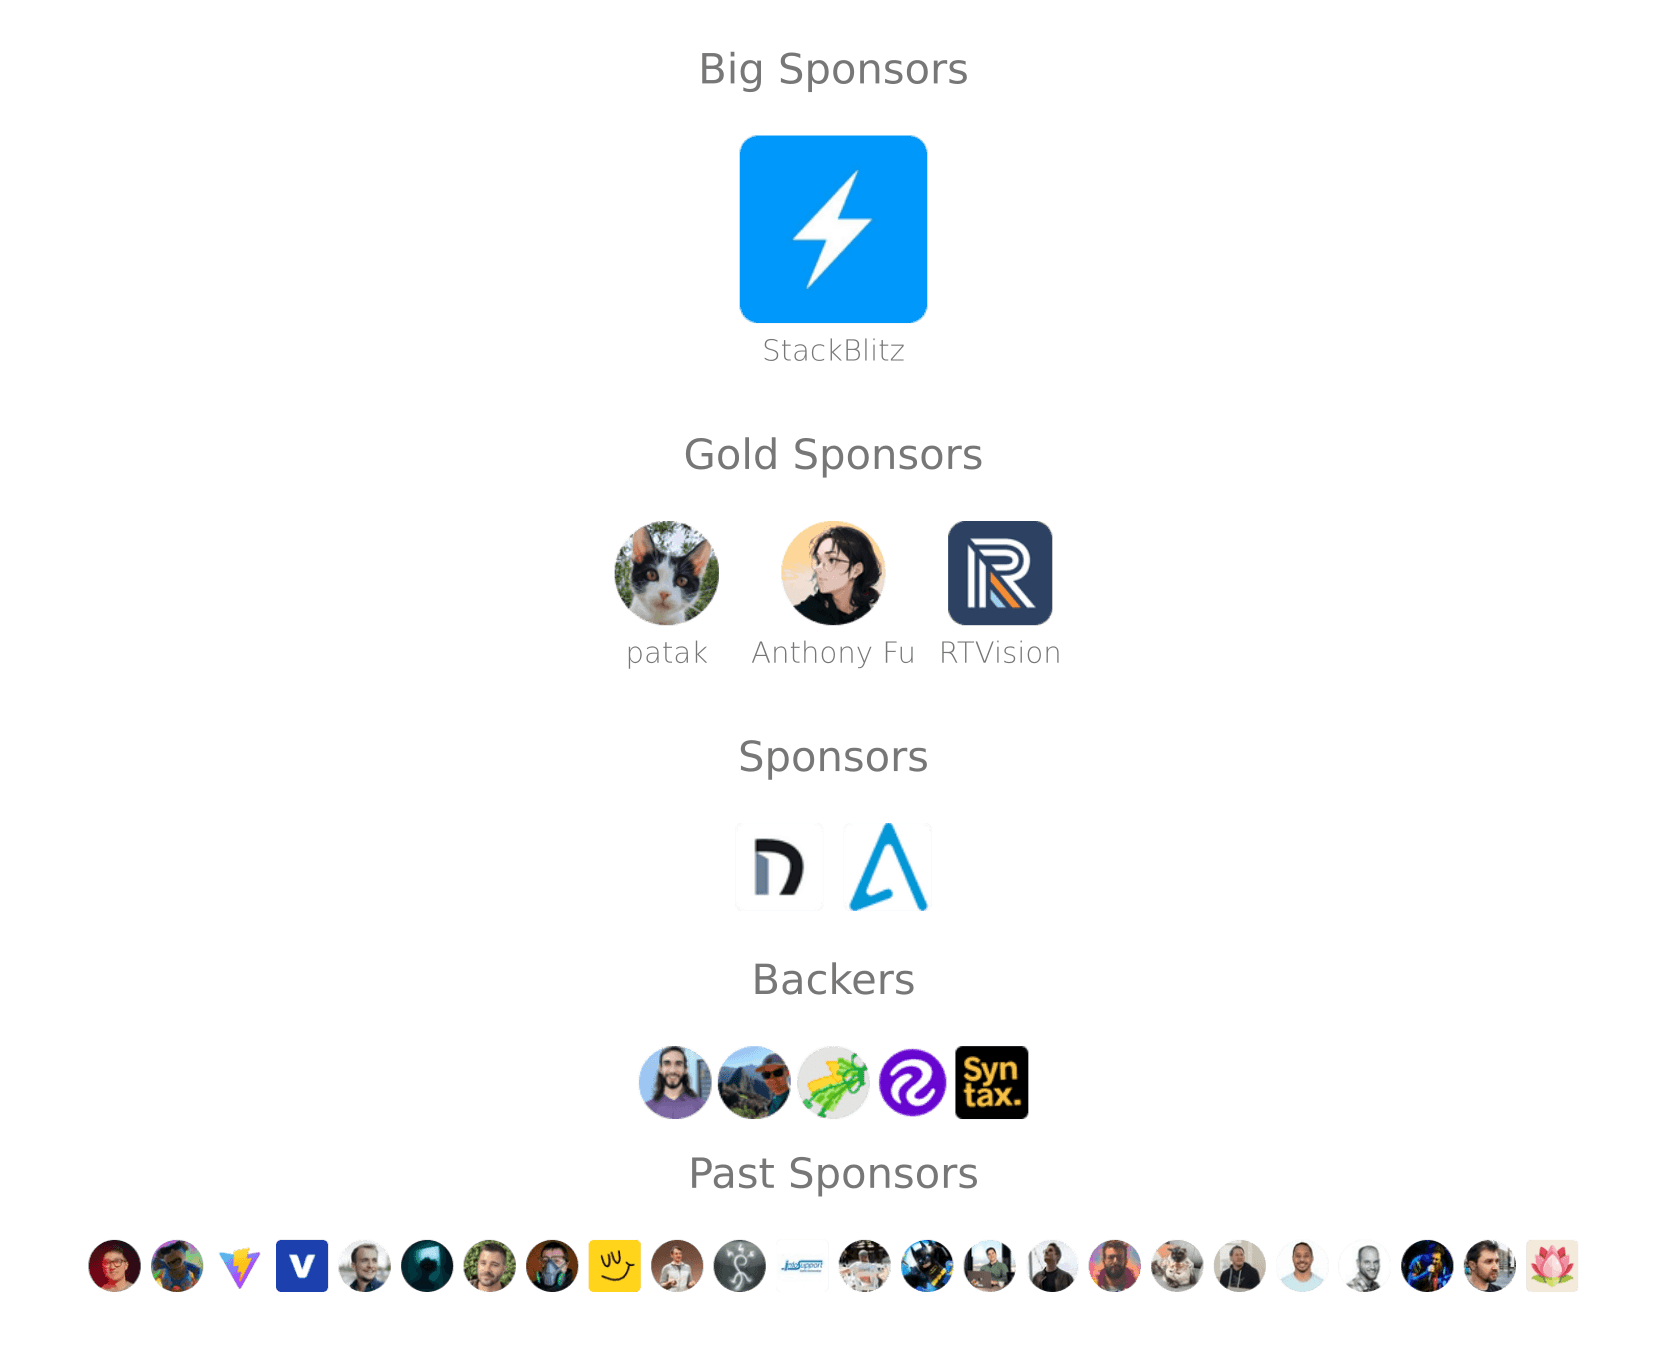 Big Sponsors
StackBlitz
Gold Sponsors
patak
Anthony Fu
RTVision
Sponsors
Backers
Syn
tax.
Past Sponsors
V